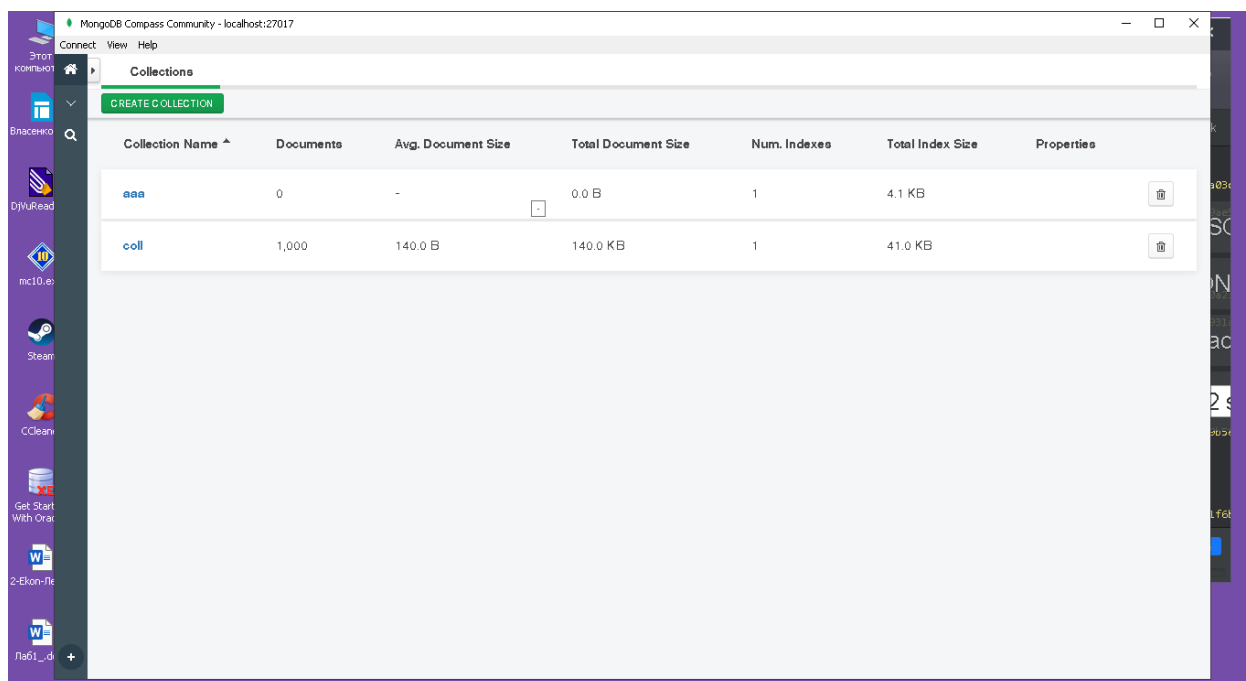 MongoDB Compass Community - localhost:27017
Connect View Help
Collections
CREATE COLLECTION
Collection Name Documents Avg. Document Size Total Document Size Num. Indexes Total Index Size Properties
aaa 0 - 0.0 B 1 4.1 KB
coll 1,000 140.0 B 140.0 KB 1 41.0 KB
Этот
компьют
Власенко
DjVuRead
mc10.ex
Steam
CClean
Get Start
With Orac
2-Ekon-Ле
Лаб1_.d